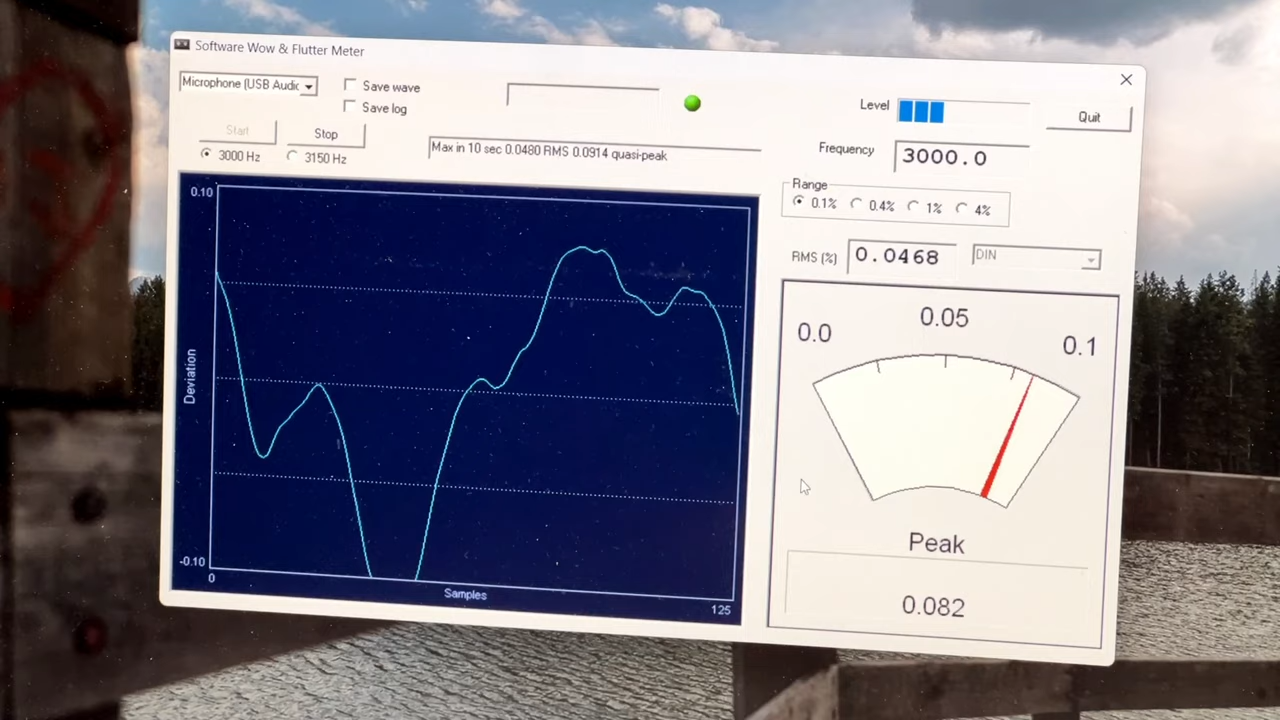 Software Wow & Flutter Meter
Microphone (USB Audic
Save wave
Save log
Level
Quit
Start
Stop
3000 Hz
3150 Hz
Max in 10 sec 0.0480 RMS 0.0914 quasi-peak
Frequency
3000.0
Range
0.1%
0.4%
1%
4%
RMS (%)
0.0468
DIN
0.10
Deviation
-0.10
0
Samples
125
0.0
0.05
0.1
Peak
0.082